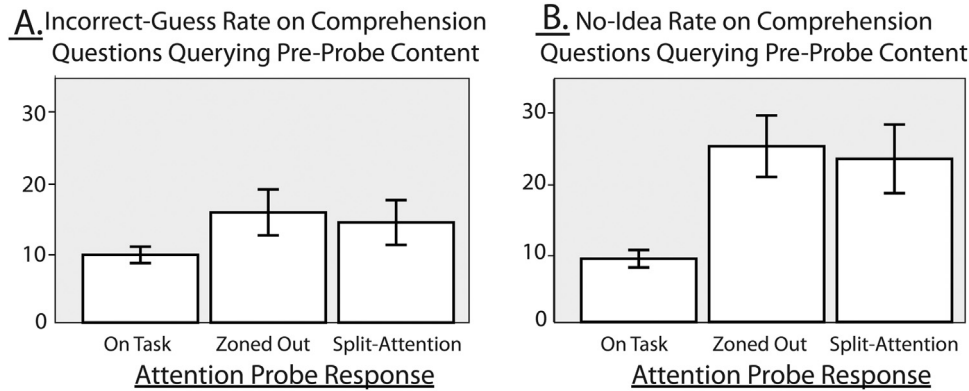 A. Incorrect-Guess Rate on Comprehension
Questions Querying Pre-Probe Content
30
20
10
0
On Task
Zoned Out
Split-Attention
Attention Probe Response
B. No-Idea Rate on Comprehension
Questions Querying Pre-Probe Content
30
20
10
0
On Task
Zoned Out
Split-Attention
Attention Probe Response